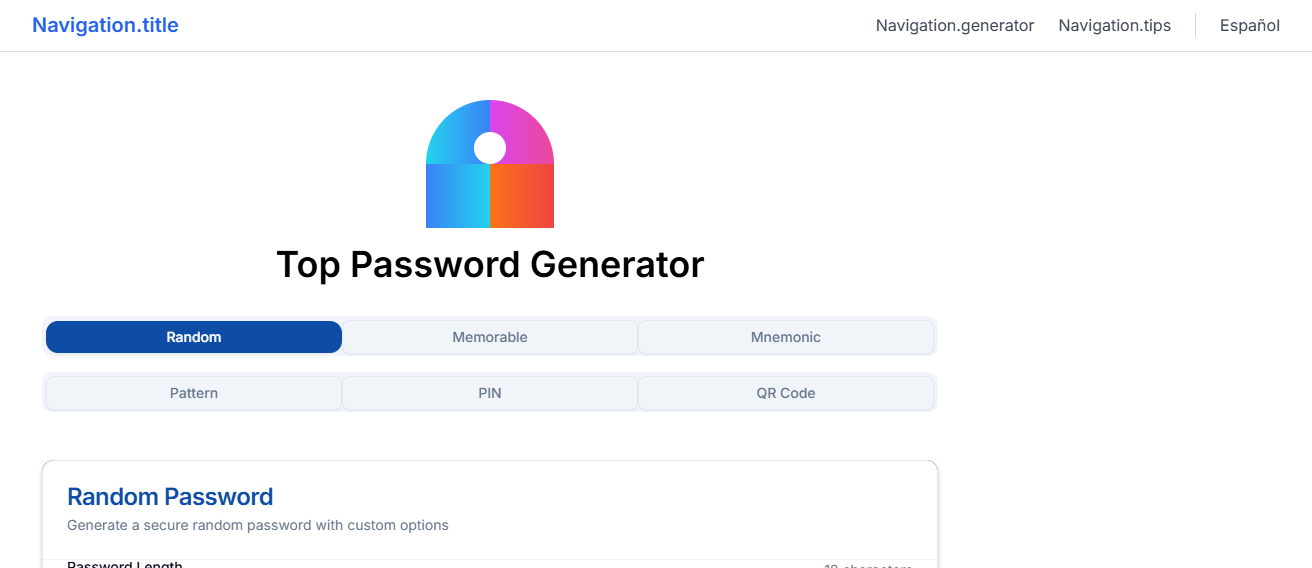 Navigation.title
Navigation.generator Navigation.tips Español
Top Password Generator
Random Memorable Mnemonic
Pattern PIN QR Code
Random Password
Generate a secure random password with custom options
Password Length characters